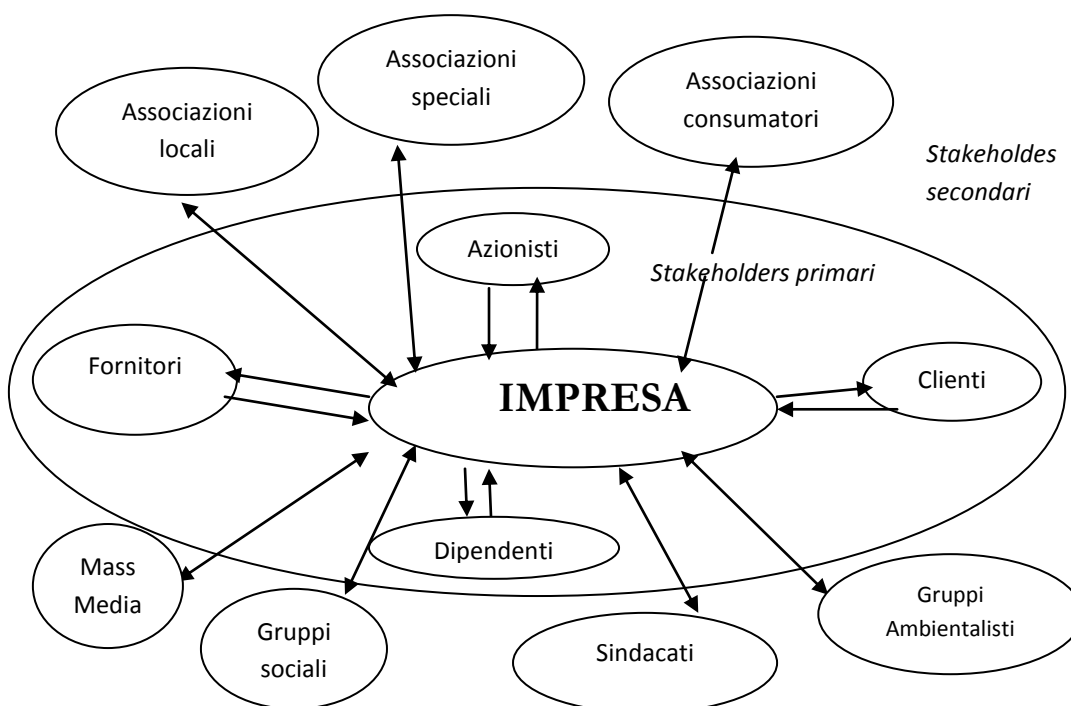 Associazioni
speciali
Associazioni
locali
Associazioni
consumatori
Stakeholdes
secondari
Azionisti
Stakeholders primari
Fornitori
IMPRESA
Clienti
Dipendenti
Mass
Media
Gruppi
sociali
Sindacati
Gruppi
Ambientalisti